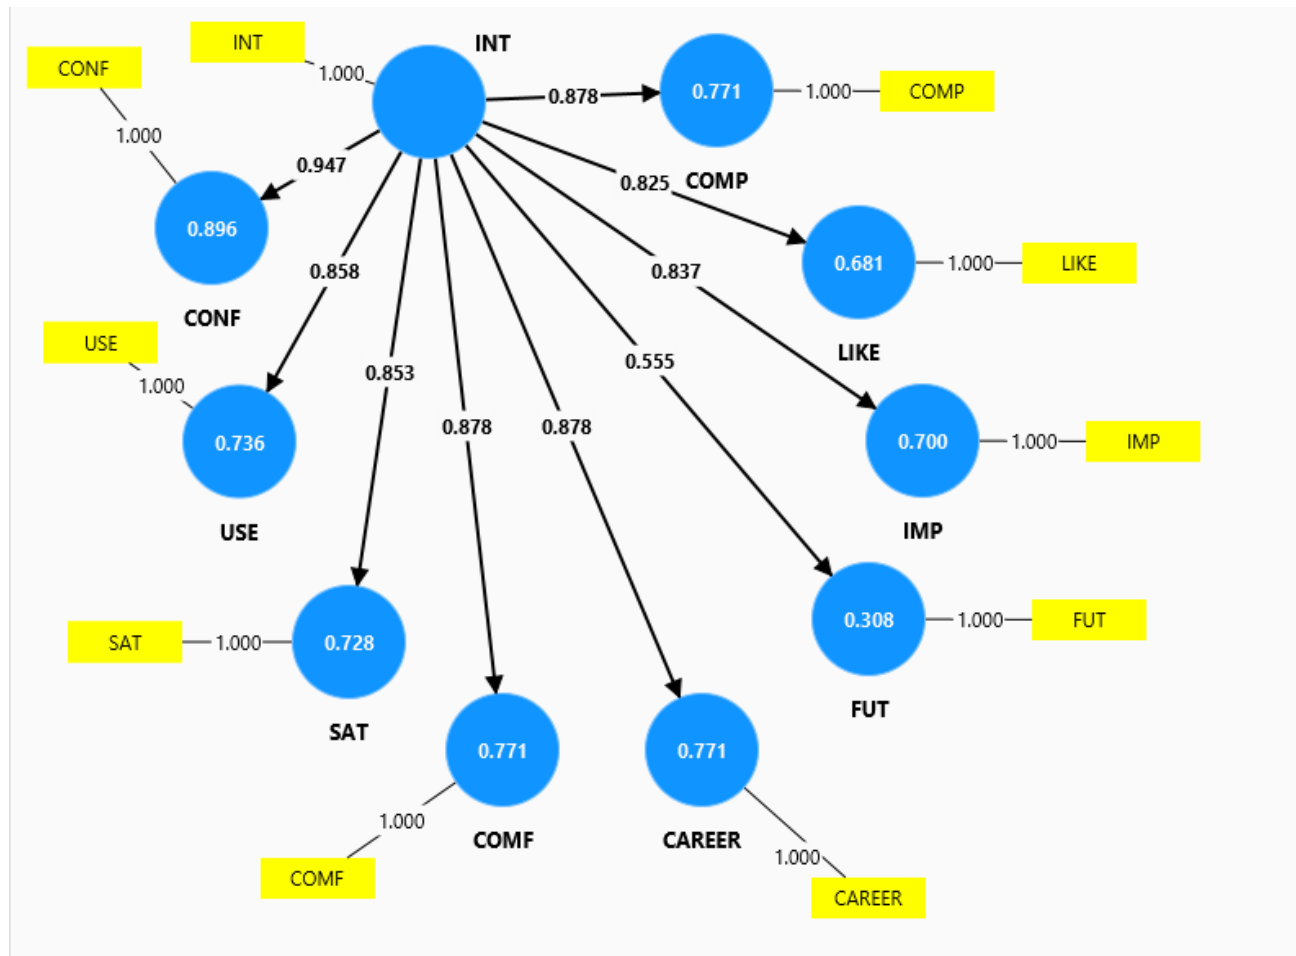 INT
INT
CONF
1.000
0.878
0.771
1.000
COMP
1.000
0.947
0.825
COMP
0.896
0.858
0.837
0.681
1.000
LIKE
CONF
USE
LIKE
1.000
0.853
0.555
0.736
0.878
0.878
0.700
1.000
IMP
USE
IMP
SAT
1.000
0.728
0.308
1.000
FUT
SAT
FUT
0.771
0.771
1.000
COMF
CAREER
1.000
COMF
CAREER